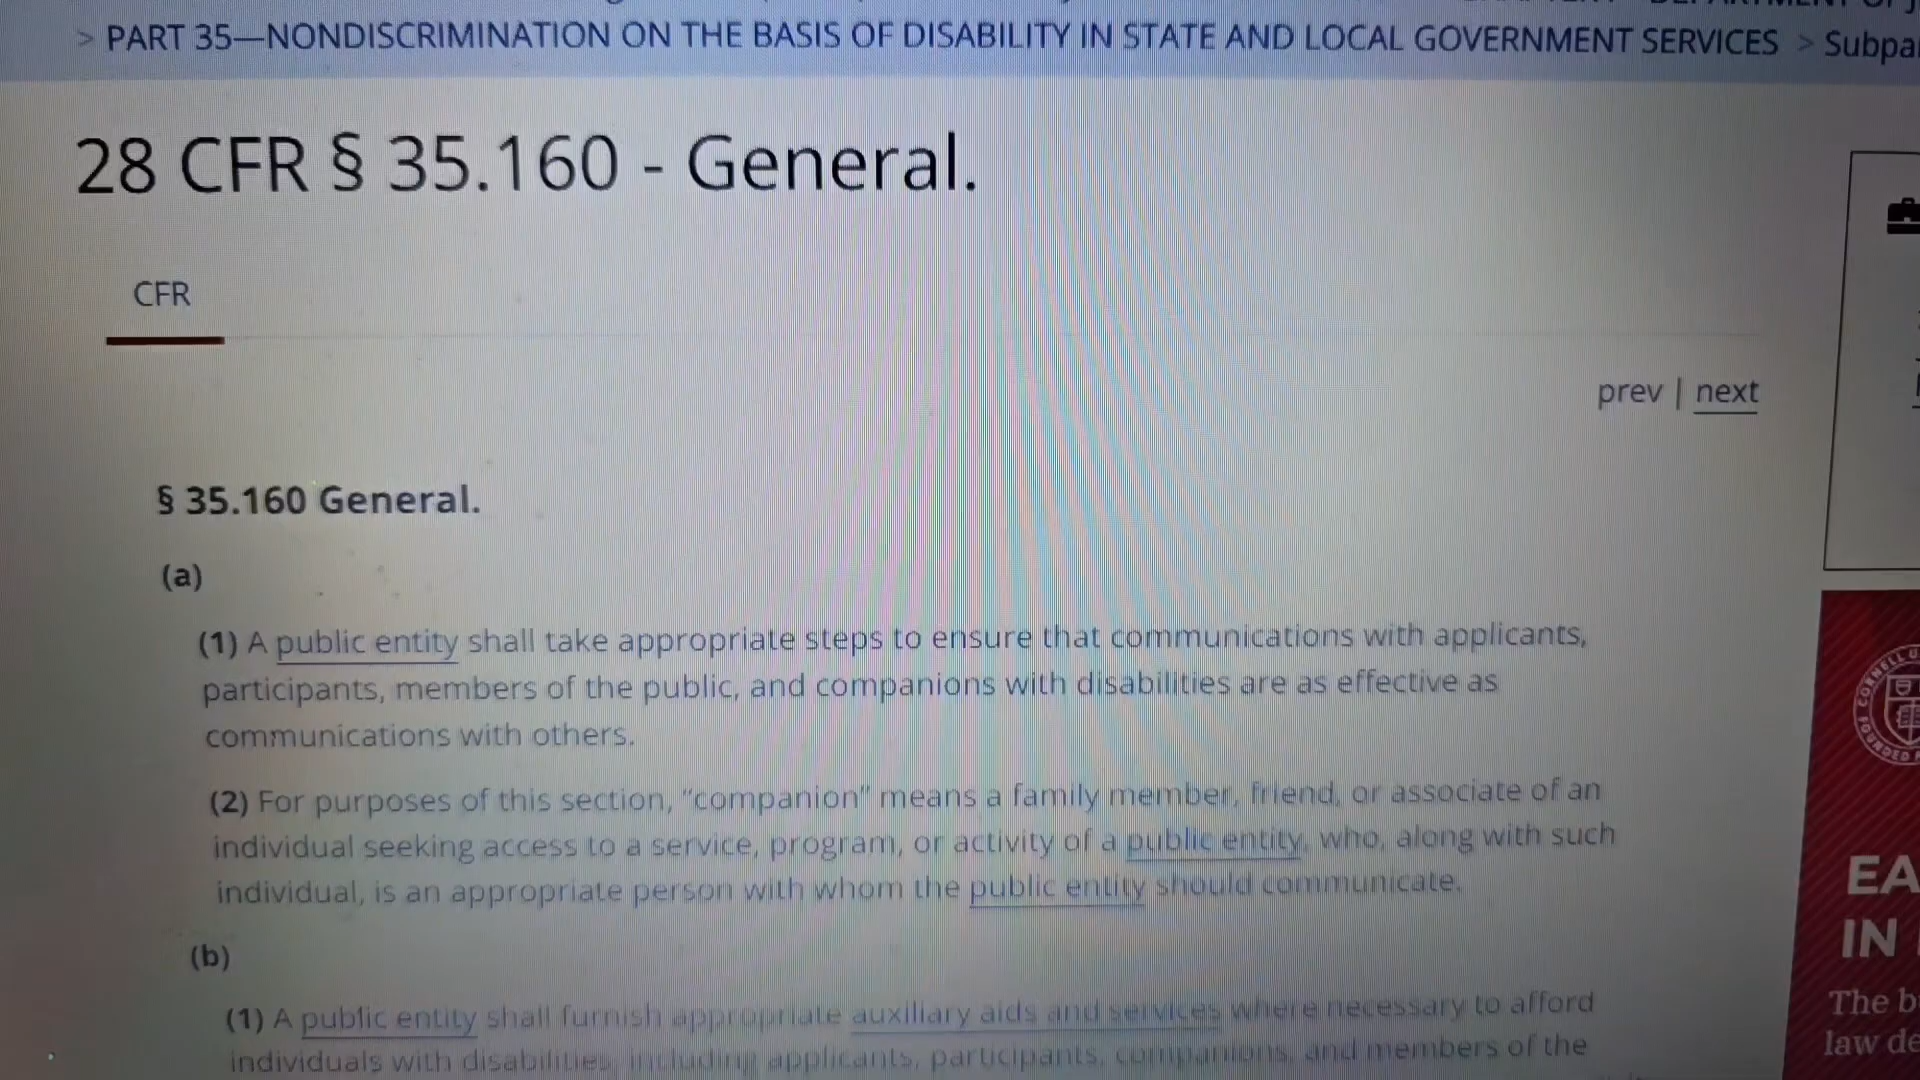 > PART 35—NONDISCRIMINATION ON THE BASIS OF DISABILITY IN STATE AND LOCAL GOVERNMENT SERVICES > Subpa
28 CFR § 35.160 - General.
CFR
prev | next
§ 35.160 General.
(a)
(1) A public entity shall take appropriate steps to ensure that communications with applicants,
participants, members of the public, and companions with disabilities are as effective as
communications with others.
(2) For purposes of this section, "companion" means a family member, friend, or associate of an
individual seeking access to a service, program, or activity of a public entity, who, along with such
individual, is an appropriate person with whom the public entity should communicate.
(b)
(1) A public entity shall furnish appropriate auxiliary aids and services where necessary to afford
individuals with disabilities, including applicants, participants, companions, and members of the
CORNELL U
FOUNDED
EA
IN
The b
law de